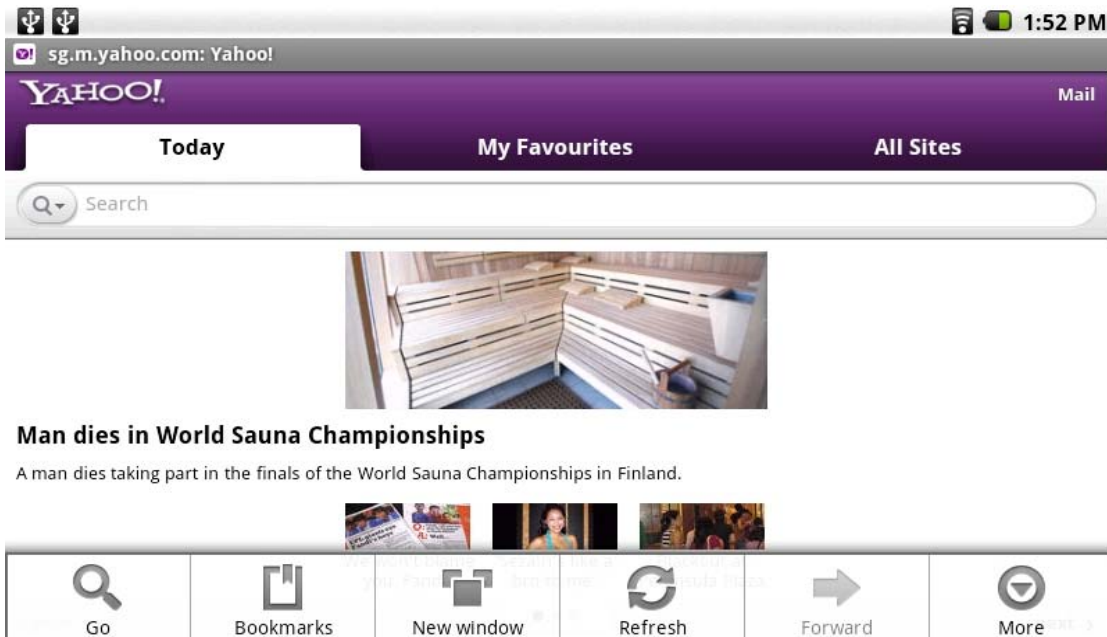 1:52 PM
sg.m.yahoo.com: Yahoo!
YAHOO!
Mail
Today
My Favourites
All Sites
Search
Man dies in World Sauna Championships
A man dies taking part in the finals of the World Sauna Championships in Finland.
Go
Bookmarks
New window
Refresh
Forward
More